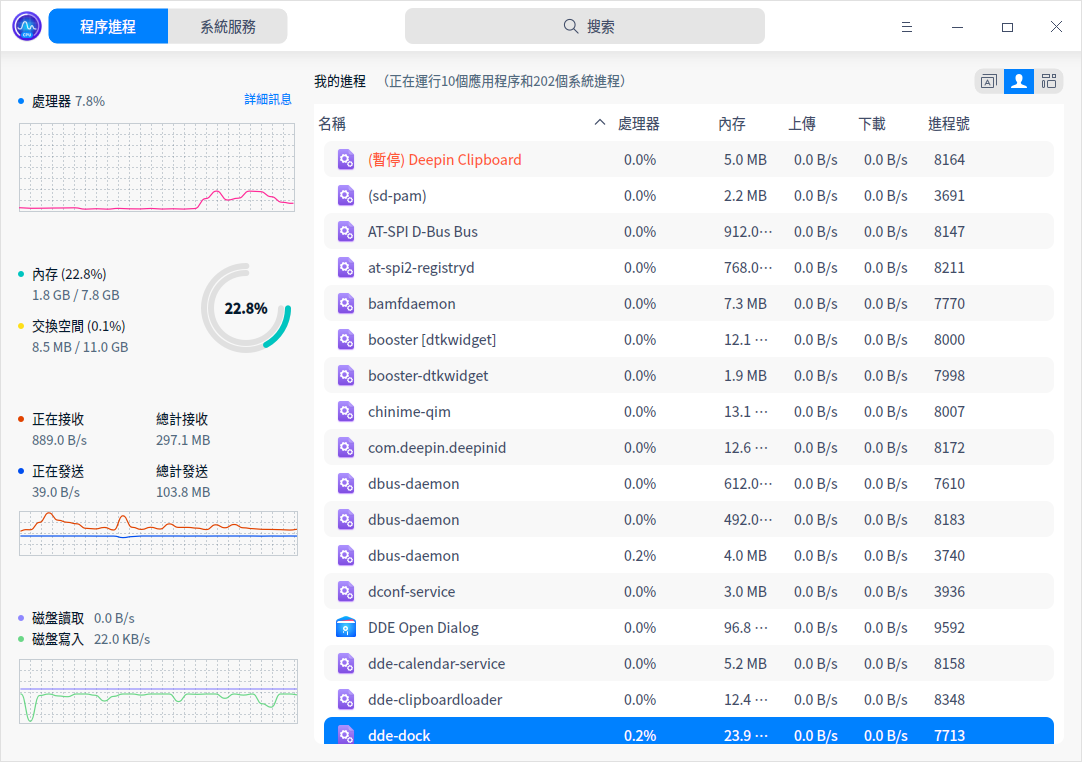 程序進程 系統服務 搜索
處理器 7.8% 詳細訊息
內存 (22.8%)
1.8 GB / 7.8 GB
22.8%
交換空間 (0.1%)
8.5 MB / 11.0 GB
正在接收 總計接收
889.0 B/s 297.1 MB
正在發送 總計發送
39.0 B/s 103.8 MB
磁盤讀取 0.0 B/s
磁盤寫入 22.0 KB/s
我的進程 （正在運行10個應用程序和202個系統進程）
名稱 處理器 內存 上傳 下載 進程號
(暫停) Deepin Clipboard 0.0% 5.0 MB 0.0 B/s 0.0 B/s 8164
(sd-pam) 0.0% 2.2 MB 0.0 B/s 0.0 B/s 3691
AT-SPI D-Bus Bus 0.0% 912.0··· 0.0 B/s 0.0 B/s 8147
at-spi2-registryd 0.0% 768.0··· 0.0 B/s 0.0 B/s 8211
bamfdaemon 0.0% 7.3 MB 0.0 B/s 0.0 B/s 7770
booster [dtkwidget] 0.0% 12.1 ··· 0.0 B/s 0.0 B/s 8000
booster-dtkwidget 0.0% 1.9 MB 0.0 B/s 0.0 B/s 7998
chinime-qim 0.0% 13.1 ··· 0.0 B/s 0.0 B/s 8007
com.deepin.deepinid 0.0% 12.6 ··· 0.0 B/s 0.0 B/s 8172
dbus-daemon 0.0% 612.0··· 0.0 B/s 0.0 B/s 7610
dbus-daemon 0.0% 492.0··· 0.0 B/s 0.0 B/s 8183
dbus-daemon 0.2% 4.0 MB 0.0 B/s 0.0 B/s 3740
dconf-service 0.0% 3.0 MB 0.0 B/s 0.0 B/s 3936
DDE Open Dialog 0.0% 96.8 ··· 0.0 B/s 0.0 B/s 9592
dde-calendar-service 0.0% 5.2 MB 0.0 B/s 0.0 B/s 8158
dde-clipboardloader 0.0% 12.4 ··· 0.0 B/s 0.0 B/s 8348
dde-dock 0.2% 23.9 ··· 0.0 B/s 0.0 B/s 7713